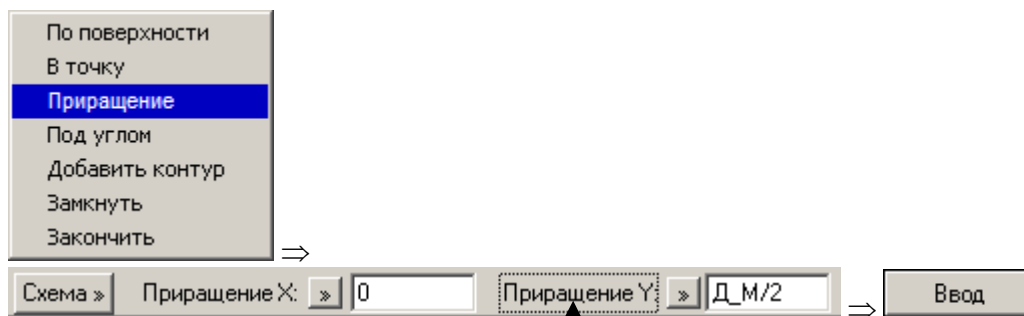 По поверхности
В точку
Приращение
Под углом
Добавить контур
Замкнуть
Закончить
⇒
Схема » Приращение X: » 0 Приращение Y: » Д_М/2 ⇒ Ввод